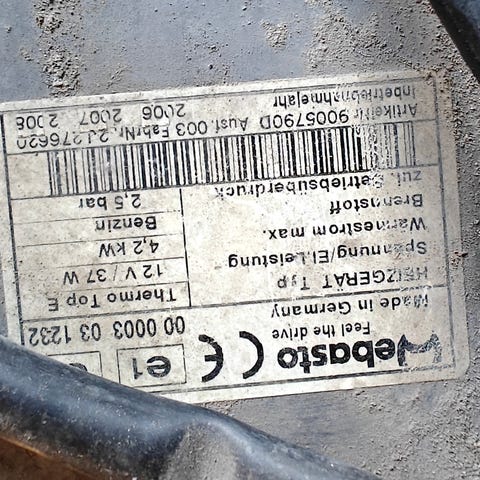 Webasto CE e1
Feel the drive
Made in Germany 00 0003 03 1232
HEIZGERÄT Typ Thermo Top E
Spannung/El.Leistung 12 V / 37 W
Wärmestrom max. 4,2 kW
Brennstoff Benzin
zul. Betriebsüberdruck 2,5 bar
ArtikelNr 9005790D Ausf.003 FabrNr. 2J276620
Inbetriebnahmejahr 2006 2007 2008